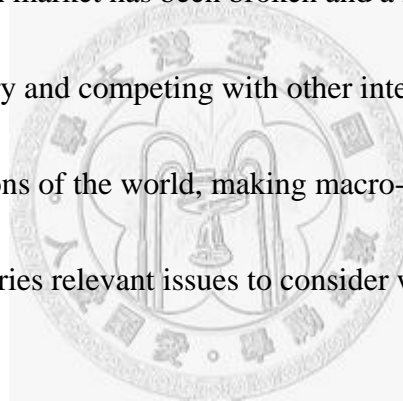 market has been broken and a
ry and competing with other inte
ons of the world, making macro-
ries relevant issues to consider